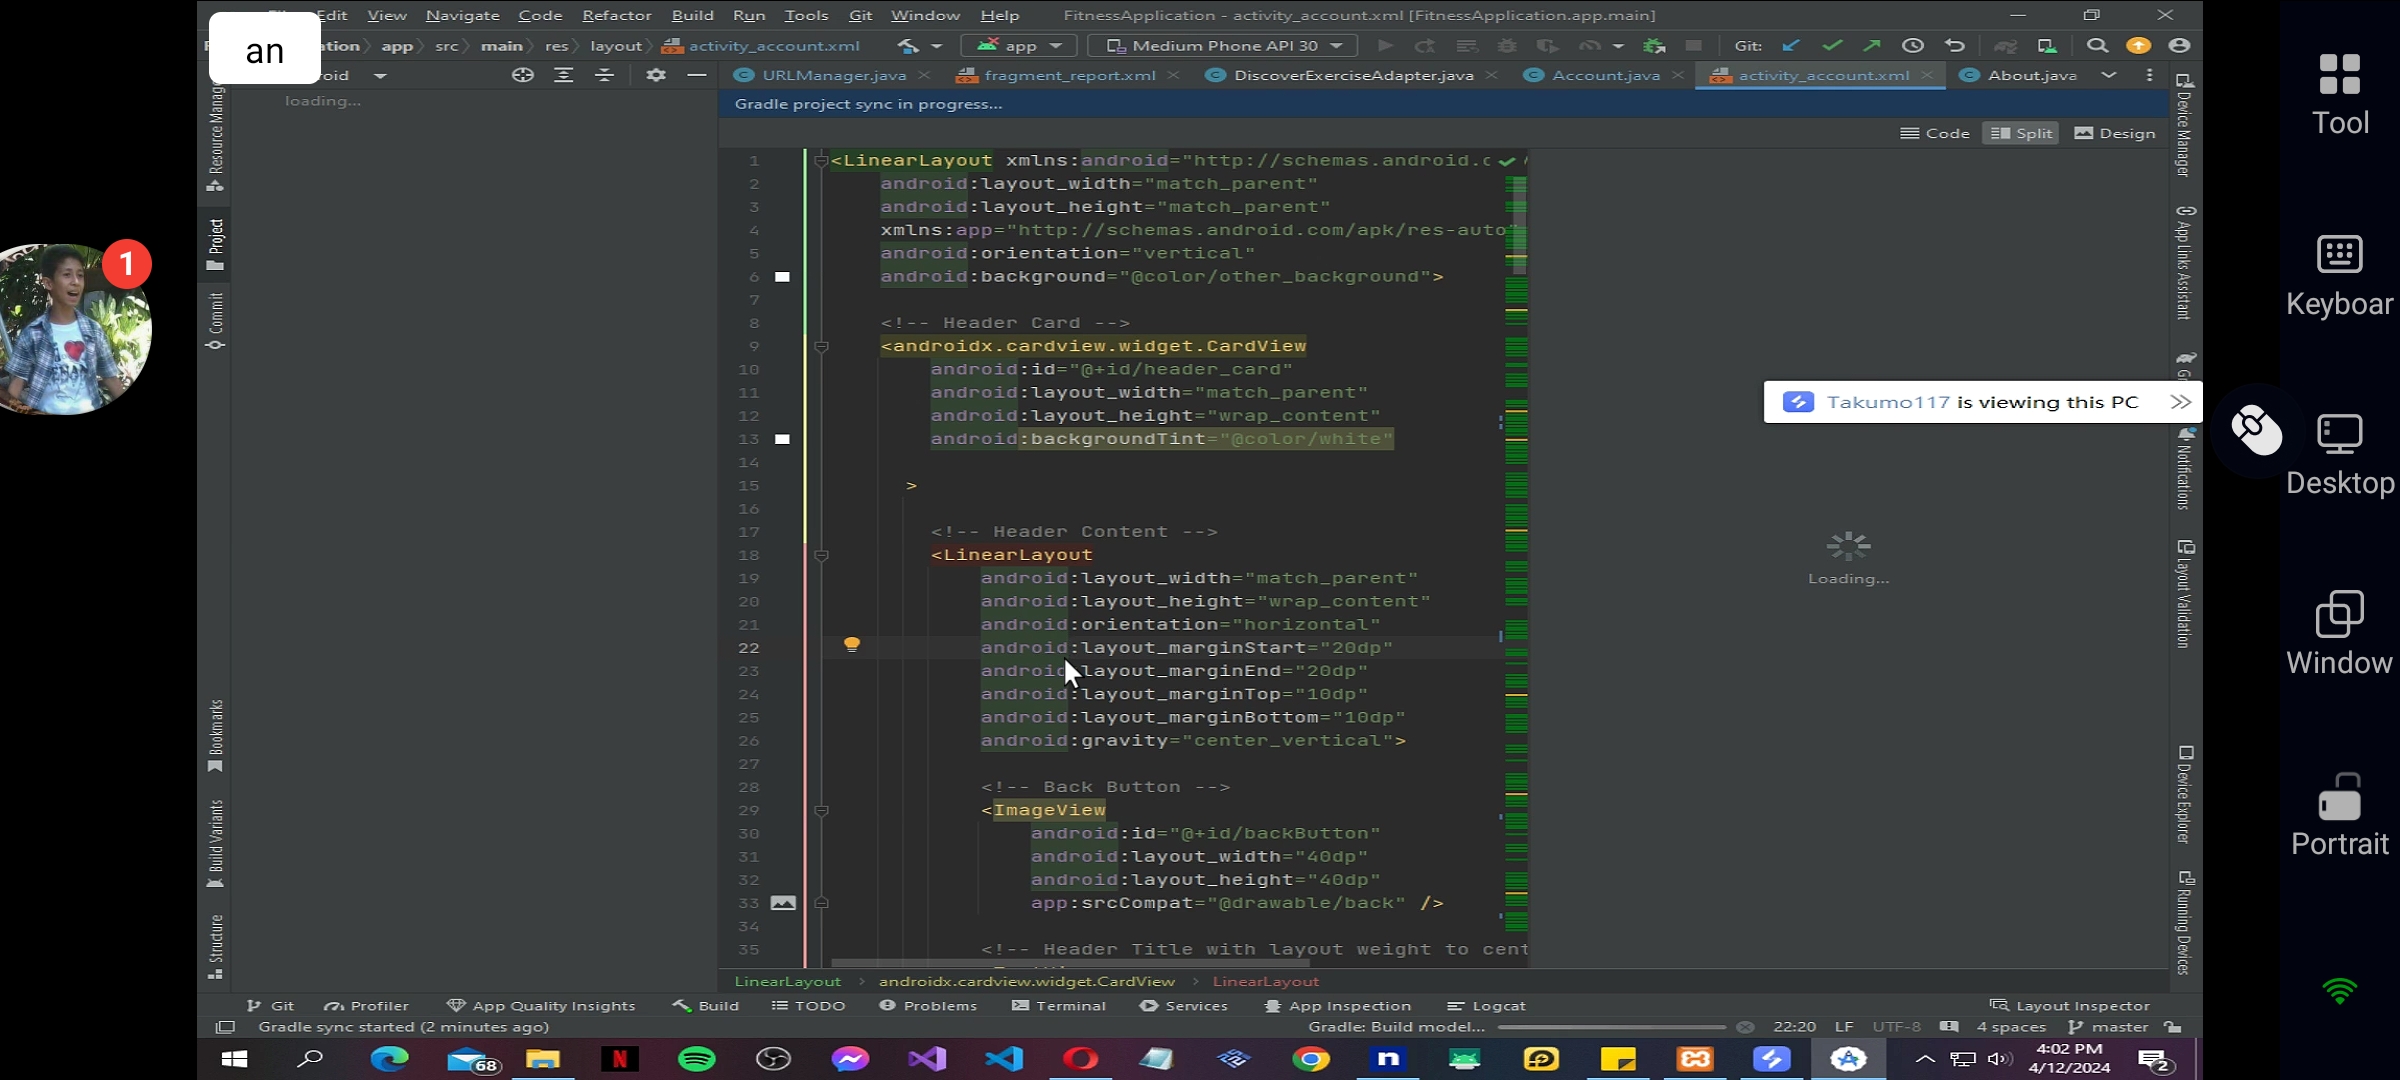 Edit View Navigate Code Refactor Build Run Tools Git Window Help FitnessApplication - activity_account.xml [FitnessApplication.app.main]
an
ation app src main res layout activity_account.xml app Medium Phone API 30 Git:
roid URLManager.java fragment_report.xml DiscoverExerciseAdapter.java Account.java activity_account.xml About.java
loading...
Gradle project sync in progress...
Code Split Design
1 <LinearLayout xmlns:android="http://schemas.android.c
2 android:layout_width="match_parent"
3 android:layout_height="match_parent"
4 xmlns:app="http://schemas.android.com/apk/res-auto"
5 android:orientation="vertical"
6 android:background="@color/other_background">
7
8 <!-- Header Card -->
9 <androidx.cardview.widget.CardView
10 android:id="@+id/header_card"
11 android:layout_width="match_parent"
12 android:layout_height="wrap_content"
13 android:backgroundTint="@color/white"
14
15 >
16
17 <!-- Header Content -->
18 <LinearLayout
19 android:layout_width="match_parent"
20 android:layout_height="wrap_content"
21 android:orientation="horizontal"
22 android:layout_marginStart="20dp"
23 android:layout_marginEnd="20dp"
24 android:layout_marginTop="10dp"
25 android:layout_marginBottom="10dp"
26 android:gravity="center_vertical">
27
28 <!-- Back Button -->
29 <ImageView
30 android:id="@+id/backButton"
31 android:layout_width="40dp"
32 android:layout_height="40dp"
33 app:srcCompat="@drawable/back" />
34
35 <!-- Header Title with layout weight to cent
LinearLayout androidx.cardview.widget.CardView LinearLayout
Loading...
Takumo117 is viewing this PC
1
Resource Manag
Project
Commit
Bookmarks
Build Variants
Structure
Device Manager
App Links Assistant
Notifications
Layout Validation
Device Explorer
Running Devices
Git Profiler App Quality Insights Build TODO Problems Terminal Services App Inspection Logcat Layout Inspector
Gradle sync started (2 minutes ago) Gradle: Build model... 22:20 LF UTF-8 4 spaces master
68
4:02 PM
4/12/2024
2
Tool
Keyboar
Desktop
Window
Portrait